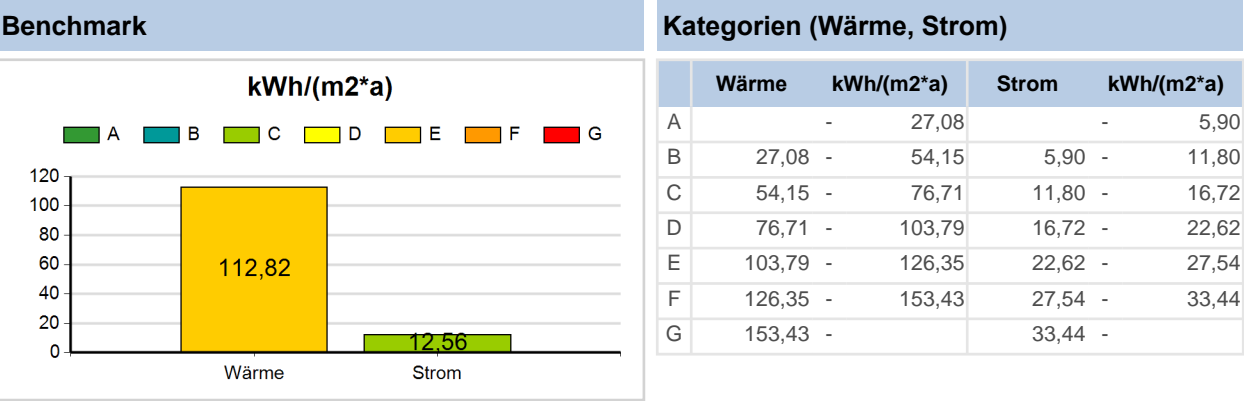 Benchmark
kWh/(m2*a)
A B C D E F G
120
100
80
60
40
20
0
112,82
12,56
Wärme Strom
Kategorien (Wärme, Strom)
Wärme kWh/(m2*a) Strom kWh/(m2*a)
A - 27,08 - 5,90
B 27,08 - 54,15 5,90 - 11,80
C 54,15 - 76,71 11,80 - 16,72
D 76,71 - 103,79 16,72 - 22,62
E 103,79 - 126,35 22,62 - 27,54
F 126,35 - 153,43 27,54 - 33,44
G 153,43 - 33,44 -